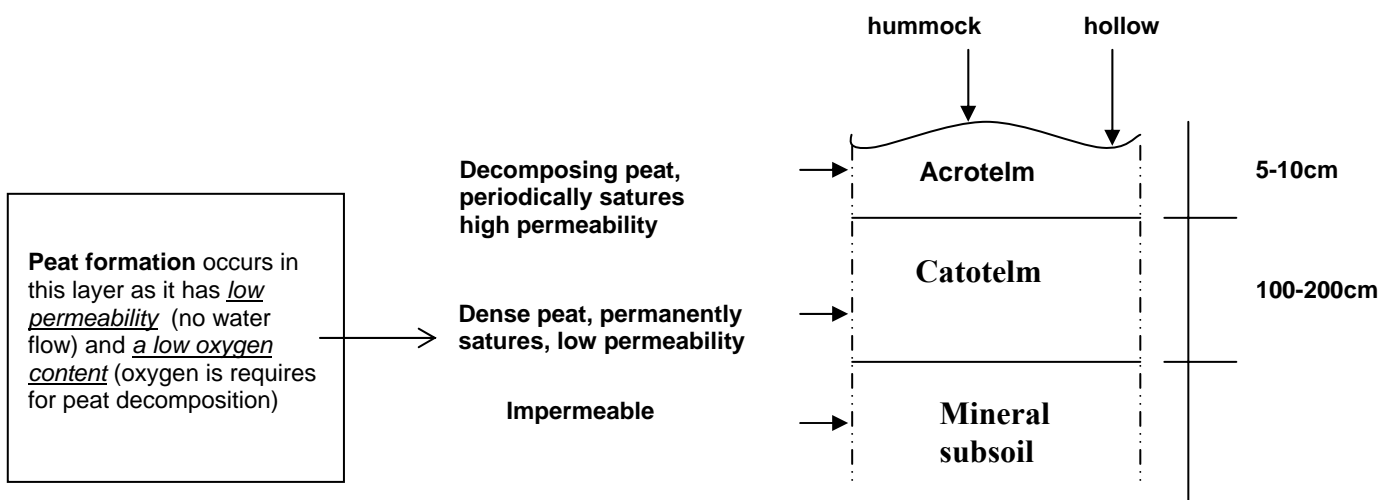 hummock
hollow
Decomposing peat,
periodically satures
high permeability
Acrotelm
5-10cm
Peat formation occurs in
this layer as it has low
permeability (no water
flow) and a low oxygen
content (oxygen is requires
for peat decomposition)
Dense peat, permanently
satures, low permeability
Catotelm
100-200cm
Impermeable
Mineral
subsoil